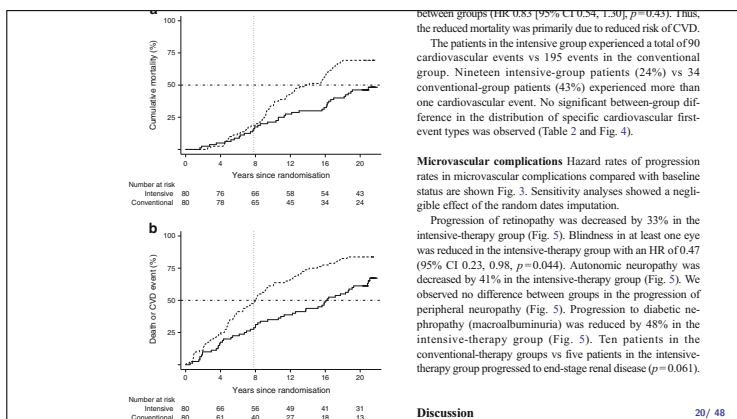 a
100
75
50
25
Cumulative mortality (%)
0 4 8 12 16 20
Years since randomisation
Number at risk
Intensive 80 76 66 58 54 43
Conventional 80 78 65 45 34 24
b
100
75
50
25
0
Death or CVD event (%)
0 4 8 12 16 20
Years since randomisation
Number at risk
Intensive 80 66 56 49 41 31
Conventional 80 61 40 27 18 13
between groups (HR 0.83 [95% CI 0.54, 1.30], p=0.43). Thus,
the reduced mortality was primarily due to reduced risk of CVD.
The patients in the intensive group experienced a total of 90
cardiovascular events vs 195 events in the conventional
group. Nineteen intensive-group patients (24%) vs 34
conventional-group patients (43%) experienced more than
one cardiovascular event. No significant between-group dif-
ference in the distribution of specific cardiovascular first-
event types was observed (Table 2 and Fig. 4).
Microvascular complications Hazard rates of progression
rates in microvascular complications compared with baseline
status are shown Fig. 3. Sensitivity analyses showed a negli-
gible effect of the random dates imputation.
Progression of retinopathy was decreased by 33% in the
intensive-therapy group (Fig. 5). Blindness in at least one eye
was reduced in the intensive-therapy group with an HR of 0.47
(95% CI 0.23, 0.98, p=0.044). Autonomic neuropathy was
decreased by 41% in the intensive-therapy group (Fig. 5). We
observed no difference between groups in the progression of
peripheral neuropathy (Fig. 5). Progression to diabetic ne-
phropathy (macroalbuminuria) was reduced by 48% in the
intensive-therapy group (Fig. 5). Ten patients in the
conventional-therapy groups vs five patients in the intensive-
therapy group progressed to end-stage renal disease (p=0.061).
Discussion
20/ 48